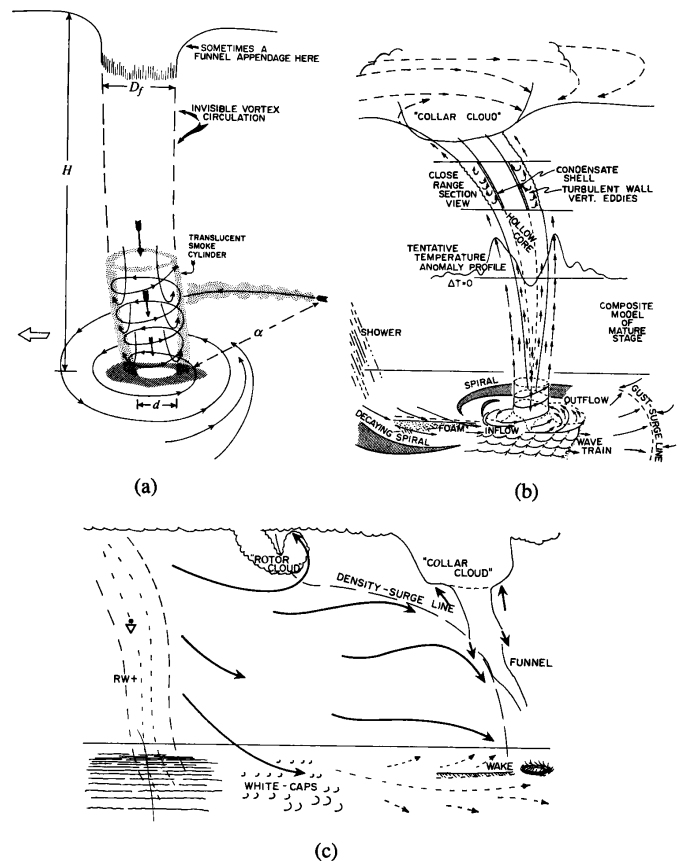 SOMETIMES A
FUNNEL APPENDAGE HERE
D_f
INVISIBLE VORTEX
CIRCULATION
H
TRANSLUCENT
SMOKE
CYLINDER
α
d
(a)
"COLLAR CLOUD"
CLOSE
RANGE
SECTION
VIEW
CONDENSATE
SHELL
TURBULENT WALL
VERT. EDDIES
HOLLOW
CORE
TENTATIVE
TEMPERATURE
ANOMALY PROFILE
ΔT=0
COMPOSITE
MODEL
OF
MATURE
STAGE
SHOWER
SPIRAL
OUTFLOW
GUST-SURGE LINE
DECAYING SPIRAL
FOAM
INFLOW
WAVE
TRAIN
(b)
"ROTOR
CLOUD"
"COLLAR
CLOUD"
DENSITY-SURGE LINE
FUNNEL
RW+
WHITE-CAPS
WAKE
(c)